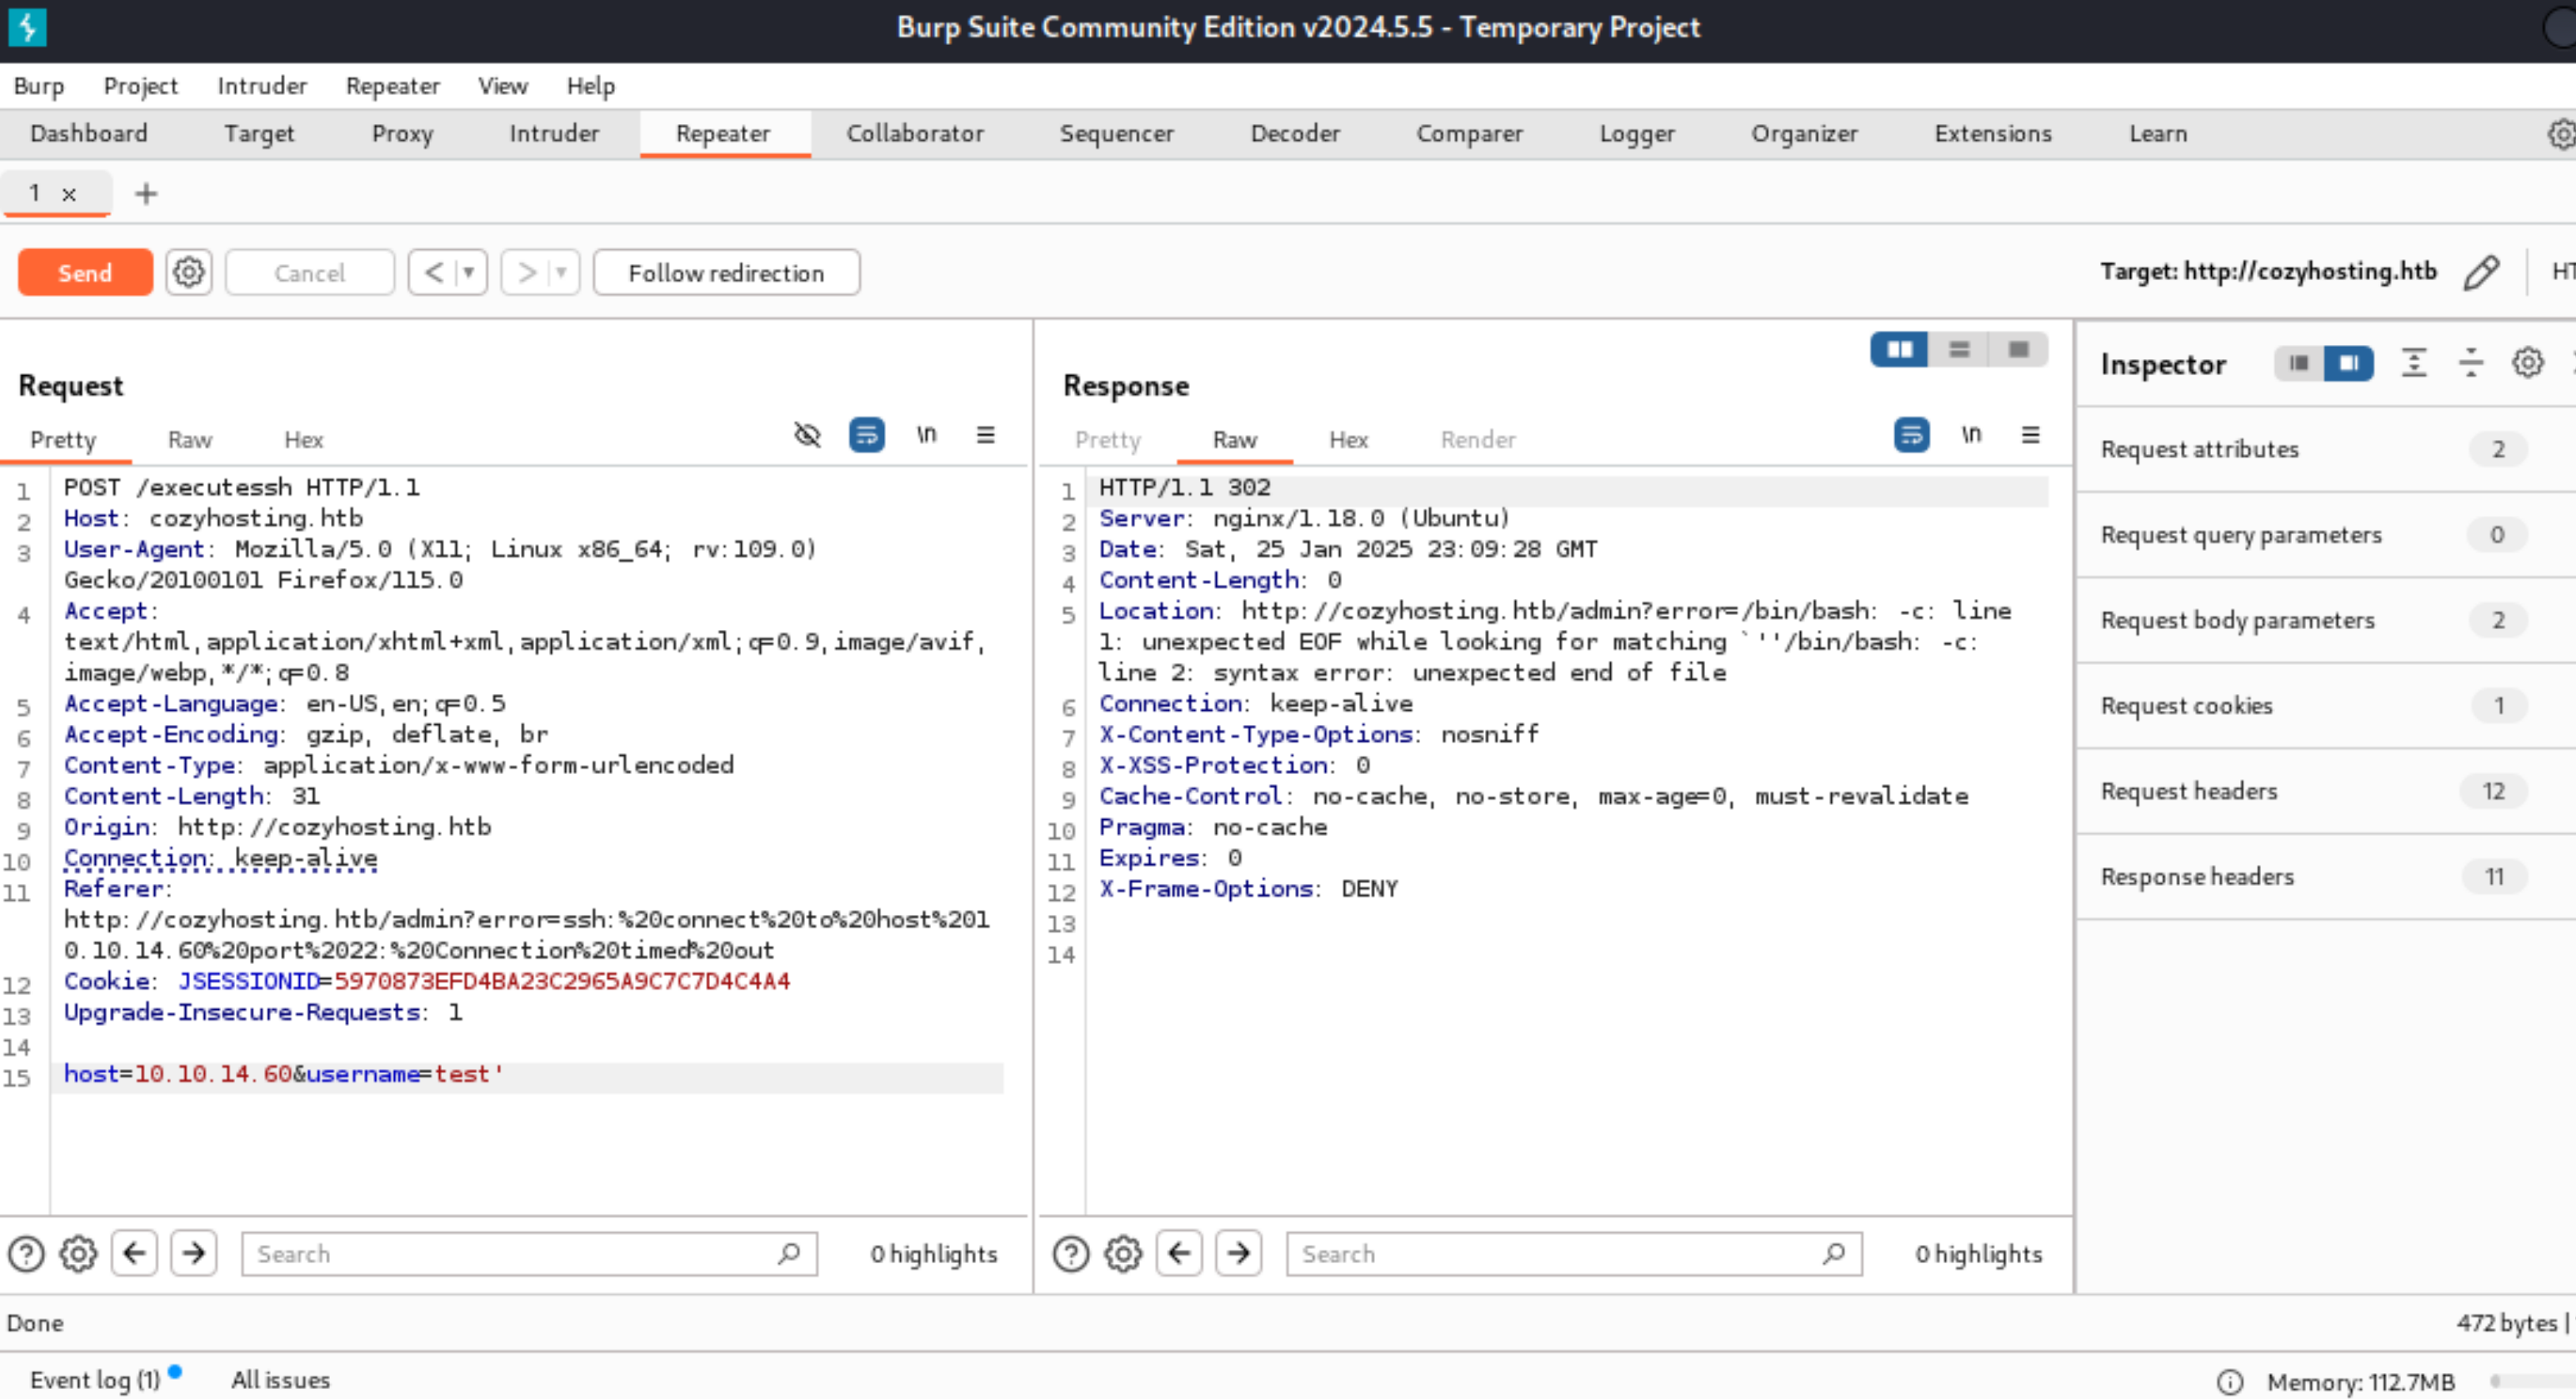 Burp Suite Community Edition v2024.5.5 - Temporary Project
Burp Project Intruder Repeater View Help
Dashboard Target Proxy Intruder Repeater Collaborator Sequencer Decoder Comparer Logger Organizer Extensions Learn
1 × +
Send Cancel < > Follow redirection Target: http://cozyhosting.htb
Request
Pretty Raw Hex \n
1 POST /executessh HTTP/1.1
2 Host: cozyhosting.htb
3 User-Agent: Mozilla/5.0 (X11; Linux x86_64; rv:109.0)
Gecko/20100101 Firefox/115.0
4 Accept:
text/html,application/xhtml+xml,application/xml;q=0.9,image/avif,
image/webp,*/*;q=0.8
5 Accept-Language: en-US,en;q=0.5
6 Accept-Encoding: gzip, deflate, br
7 Content-Type: application/x-www-form-urlencoded
8 Content-Length: 31
9 Origin: http://cozyhosting.htb
10 Connection: keep-alive
11 Referer:
http://cozyhosting.htb/admin?error=ssh:%20connect%20to%20host%201
0.10.14.60%20port%2022:%20Connection%20timed%20out
12 Cookie: JSESSIONID=5970873EFD4BA23C2965A9C7C7D4C4A4
13 Upgrade-Insecure-Requests: 1
14
15 host=10.10.14.60&username=test'
Search 0 highlights
Response
Pretty Raw Hex Render \n
1 HTTP/1.1 302
2 Server: nginx/1.18.0 (Ubuntu)
3 Date: Sat, 25 Jan 2025 23:09:28 GMT
4 Content-Length: 0
5 Location: http://cozyhosting.htb/admin?error=/bin/bash: -c: line
1: unexpected EOF while looking for matching `''/bin/bash: -c:
line 2: syntax error: unexpected end of file
6 Connection: keep-alive
7 X-Content-Type-Options: nosniff
8 X-XSS-Protection: 0
9 Cache-Control: no-cache, no-store, max-age=0, must-revalidate
10 Pragma: no-cache
11 Expires: 0
12 X-Frame-Options: DENY
13
14
Search 0 highlights
Inspector
Request attributes 2
Request query parameters 0
Request body parameters 2
Request cookies 1
Request headers 12
Response headers 11
Done 472 bytes |
Event log (1) All issues Memory: 112.7MB